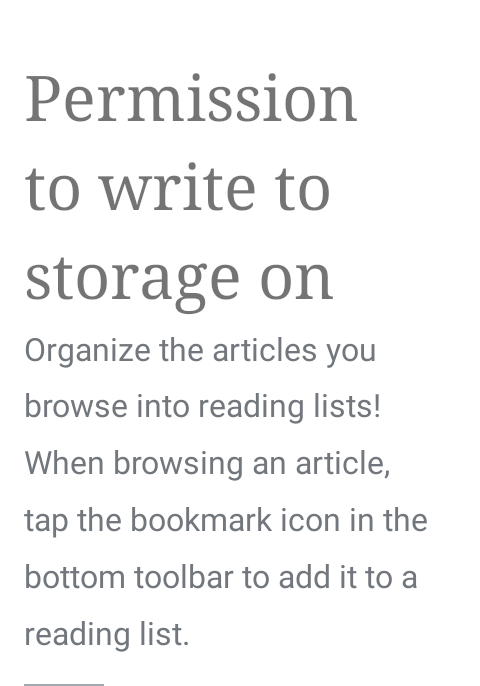 Permission
to write to
storage on
Organize the articles you
browse into reading lists!
When browsing an article,
tap the bookmark icon in the
bottom toolbar to add it to a
reading list.